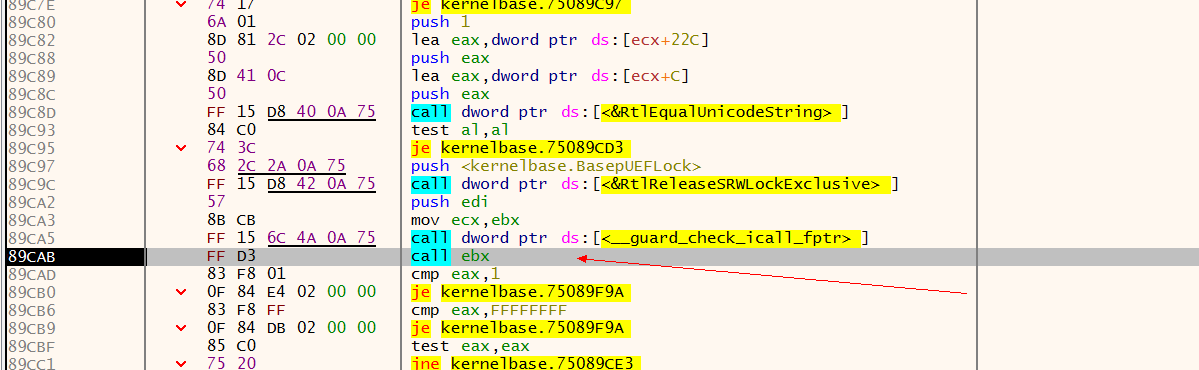 89C7E 74 17 je kernelbase.75089C97
89C80 6A 01 push 1
89C82 8D 81 2C 02 00 00 lea eax,dword ptr ds:[ecx+22C]
89C88 50 push eax
89C89 8D 41 0C lea eax,dword ptr ds:[ecx+C]
89C8C 50 push eax
89C8D FF 15 D8 40 0A 75 call dword ptr ds:[<&RtlEqualUnicodeString>]
89C93 84 C0 test al,al
89C95 74 3C je kernelbase.75089CD3
89C97 68 2C 2A 0A 75 push <kernelbase.BasepUEFLock>
89C9C FF 15 D8 42 0A 75 call dword ptr ds:[<&RtlReleaseSRWLockExclusive>]
89CA2 57 push edi
89CA3 8B CB mov ecx,ebx
89CA5 FF 15 6C 4A 0A 75 call dword ptr ds:[<__guard_check_icall_fptr>]
89CAB FF D3 call ebx
89CAD 83 F8 01 cmp eax,1
89CB0 0F 84 E4 02 00 00 je kernelbase.75089F9A
89CB6 83 F8 FF cmp eax,FFFFFFFF
89CB9 0F 84 DB 02 00 00 je kernelbase.75089F9A
89CBF 85 C0 test eax,eax
89CC1 75 20 jne kernelbase.75089CE3